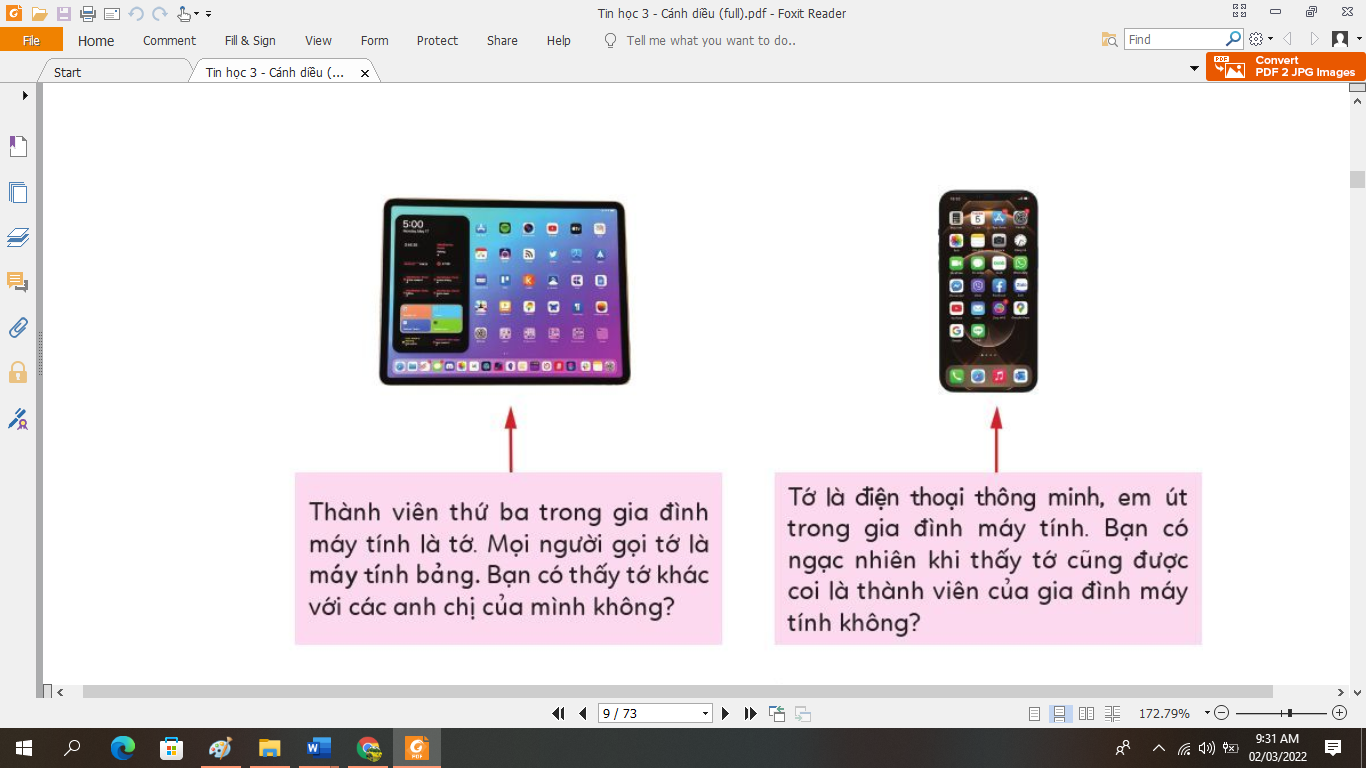 Tin học 3 - Cánh diều (full).pdf - Foxit Reader
File Home Comment Fill & Sign View Form Protect Share Help Tell me what you want to do.. Find
Start Tin học 3 - Cánh diều (... x
Convert
PDF 2 JPG Images
5:00
Thành viên thứ ba trong gia đình
máy tính là tớ. Mọi người gọi tớ là
máy tính bảng. Bạn có thấy tớ khác
với các anh chị của mình không?
Tớ là điện thoại thông minh, em út
trong gia đình máy tính. Bạn có
ngạc nhiên khi thấy tớ cũng được
coi là thành viên của gia đình máy
tính không?
9 / 73
172.79%
9:31 AM
02/03/2022